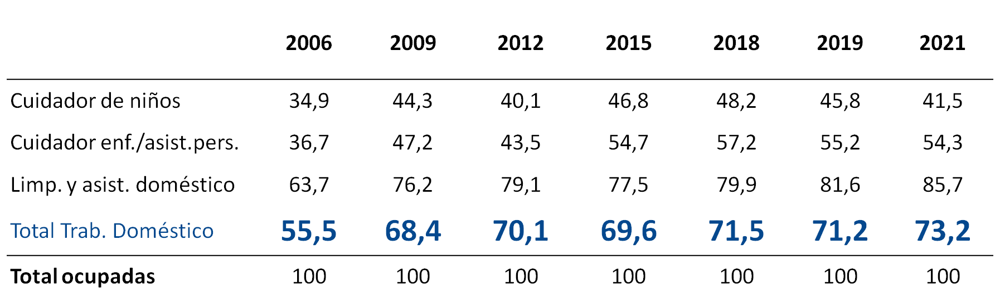 2006 2009 2012 2015 2018 2019 2021
Cuidador de niños 34,9 44,3 40,1 46,8 48,2 45,8 41,5
Cuidador enf./asist.pers. 36,7 47,2 43,5 54,7 57,2 55,2 54,3
Limp. y asist. doméstico 63,7 76,2 79,1 77,5 79,9 81,6 85,7
Total Trab. Doméstico 55,5 68,4 70,1 69,6 71,5 71,2 73,2
Total ocupadas 100 100 100 100 100 100 100